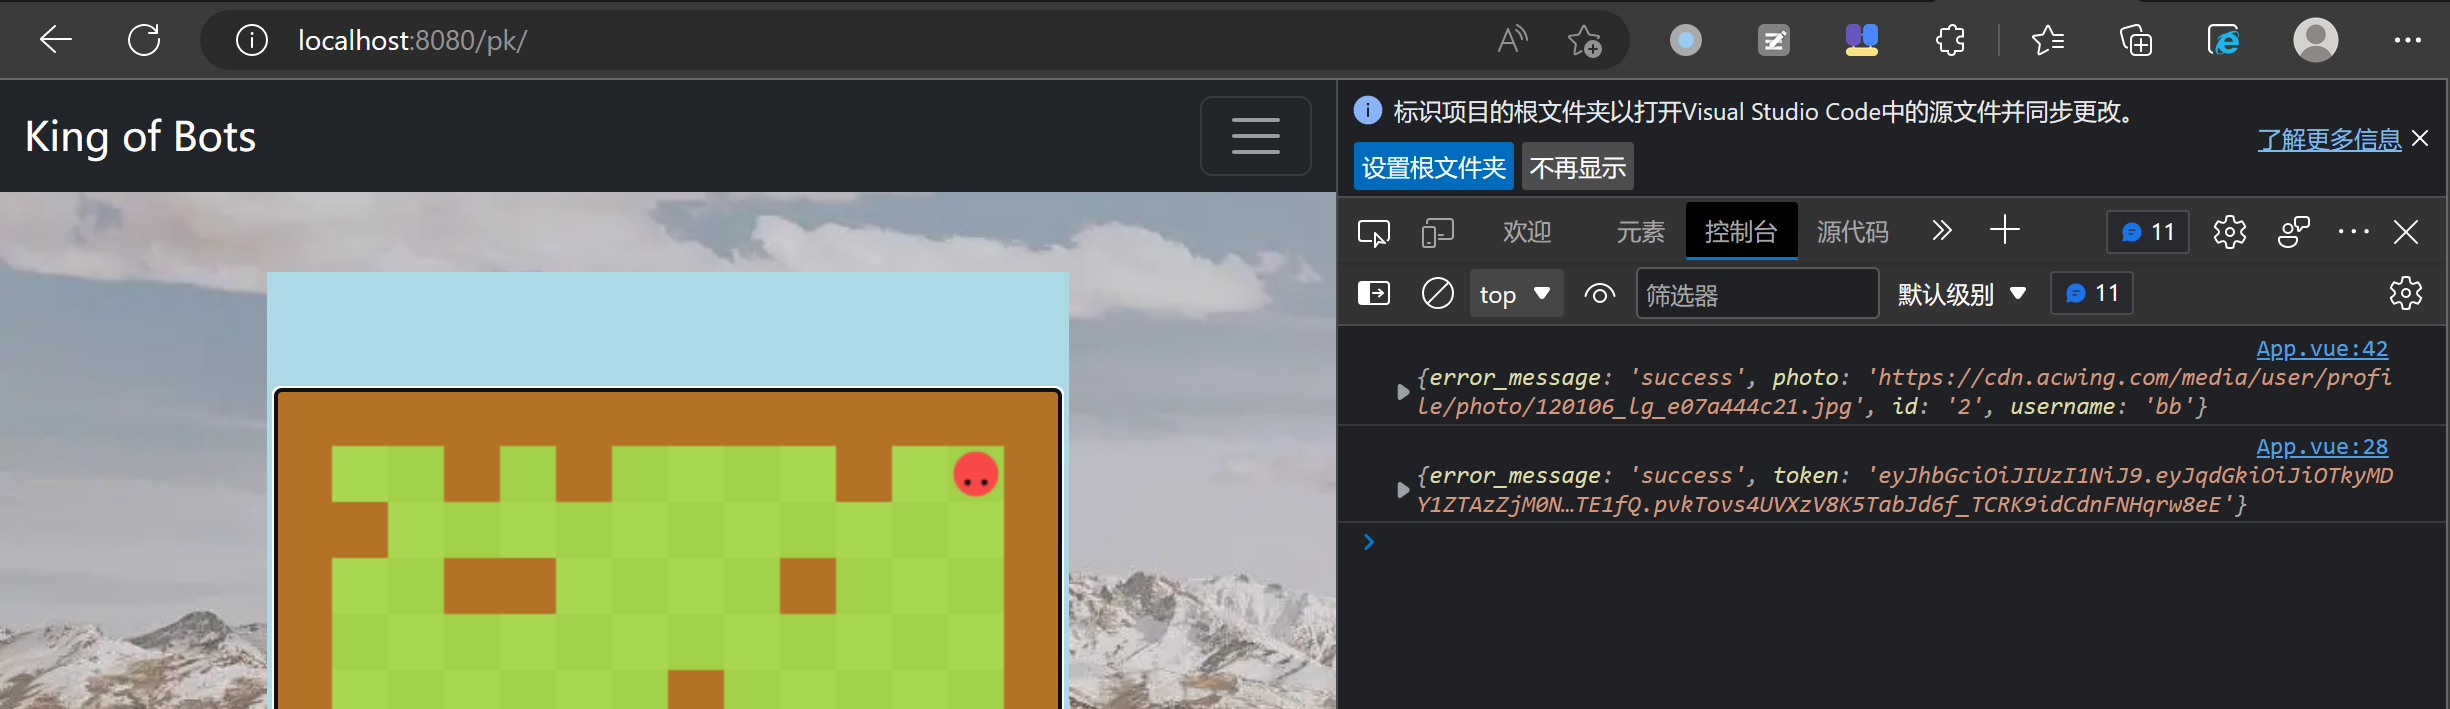 localhost:8080/pk/
King of Bots
标识项目的根文件夹以打开Visual Studio Code中的源文件并同步更改。
了解更多信息
设置根文件夹 不再显示
欢迎 元素 控制台 源代码 11
top 筛选器 默认级别 11
App.vue:42
{error_message: 'success', photo: 'https://cdn.acwing.com/media/user/profi
le/photo/120106_lg_e07a444c21.jpg', id: '2', username: 'bb'}
App.vue:28
{error_message: 'success', token: 'eyJhbGciOiJIUzI1NiJ9.eyJqdGkiOiJiOTkyMD
Y1ZTAzZjM0N…TE1fQ.pvkTovs4UVXzV8K5TabJd6f_TCRK9idCdnFNHqrw8eE'}